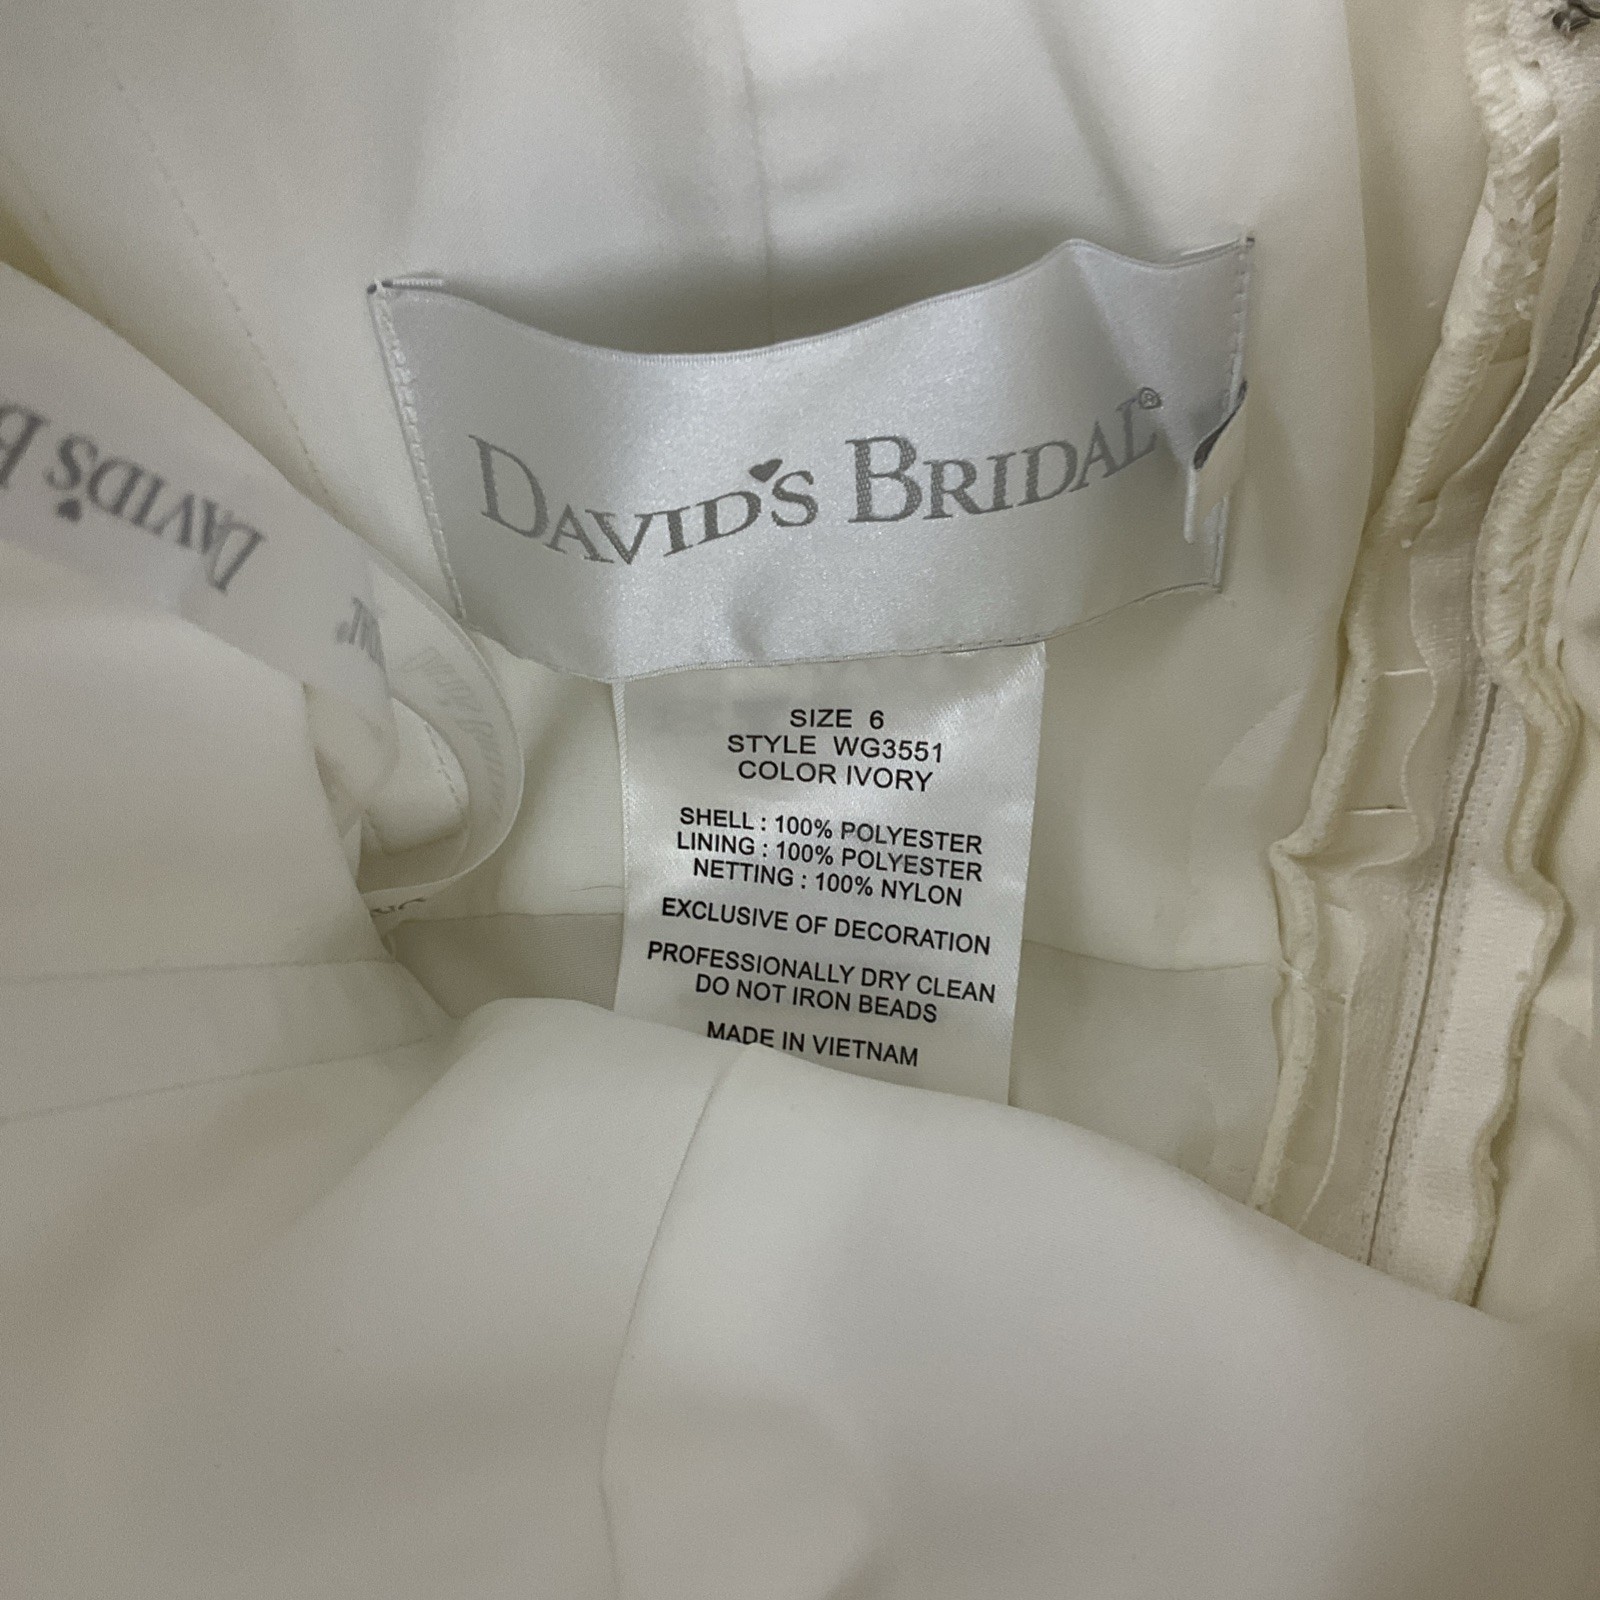 DAVID'S BRIDAL®
SIZE 6
STYLE WG3551
COLOR IVORY
SHELL : 100% POLYESTER
LINING : 100% POLYESTER
NETTING : 100% NYLON
EXCLUSIVE OF DECORATION
PROFESSIONALLY DRY CLEAN
DO NOT IRON BEADS
MADE IN VIETNAM
DAVID'S B